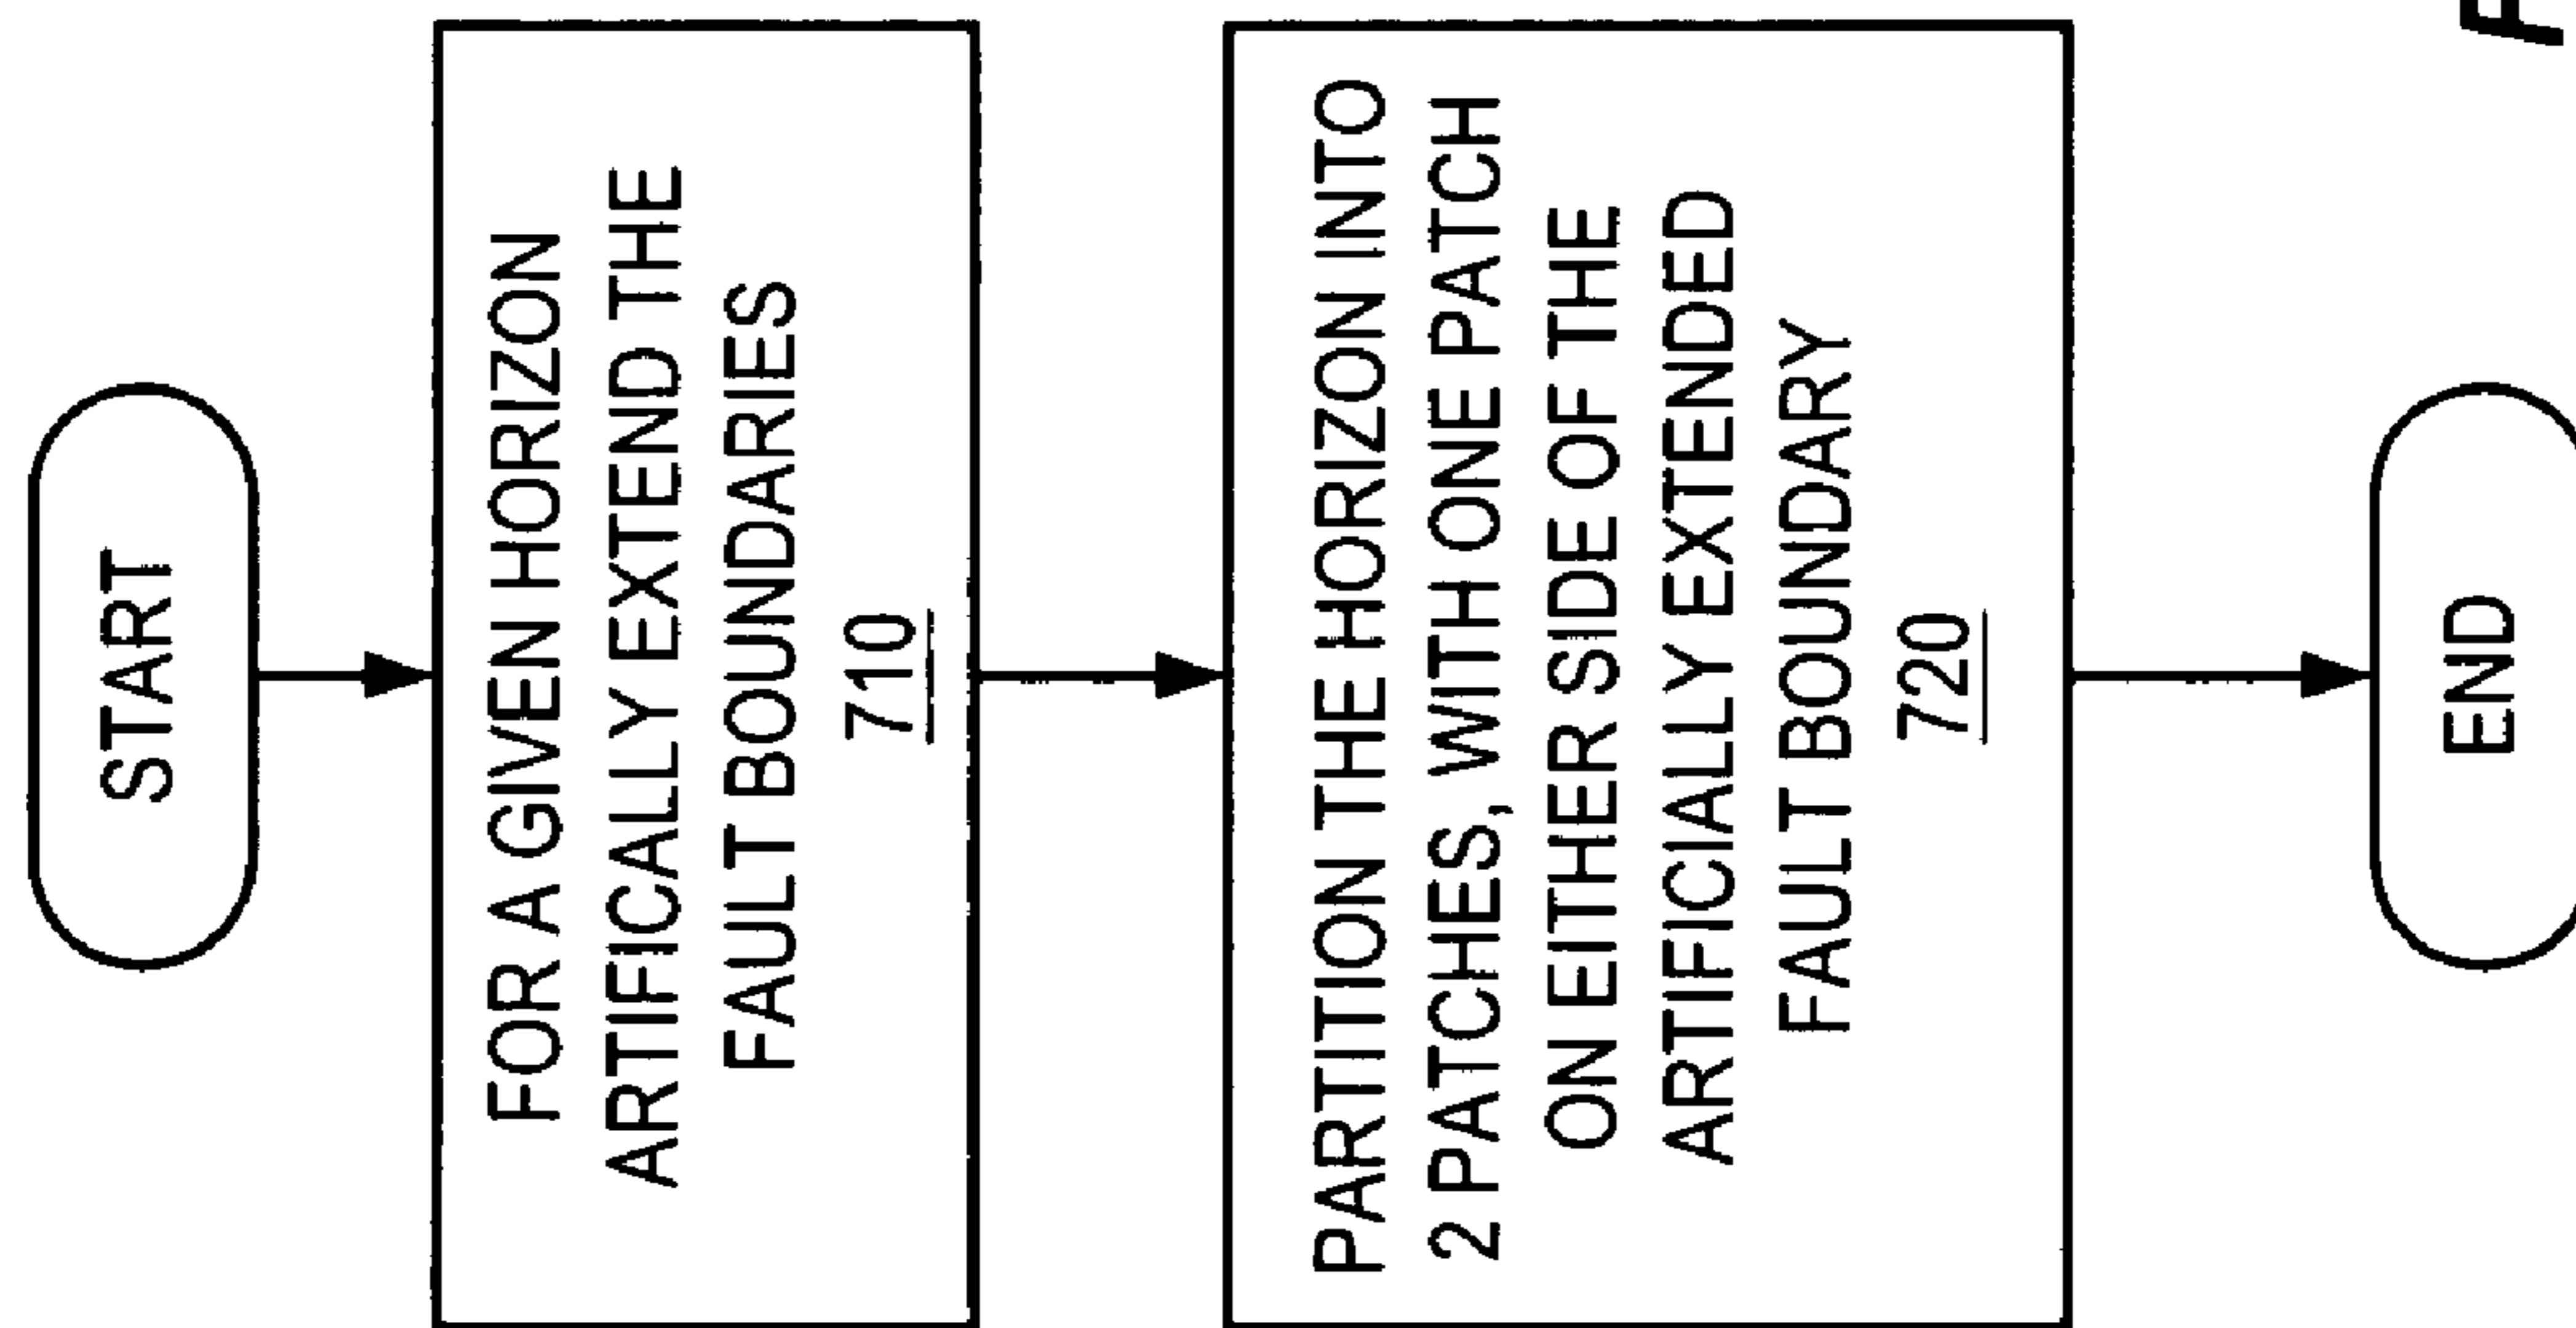 START
FOR A GIVEN HORIZON
ARTIFICALLY EXTEND THE
FAULT BOUNDARIES
710
PARTITION THE HORIZON INTO
2 PATCHES, WITH ONE PATCH
ON EITHER SIDE OF THE
ARTIFICIALLY EXTENDED
FAULT BOUNDARY
720
END